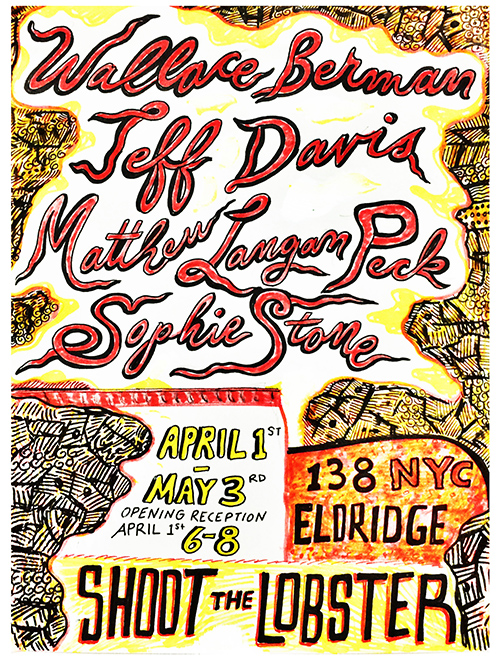 Wallace Berman
Jeff Davis
Matthew Langan Peck
Sophie Stone
APRIL 1ST
–
MAY 3RD
OPENING RECEPTION
APRIL 1st 6-8
138 NYC
ELDRIDGE
SHOOT THE LOBSTER